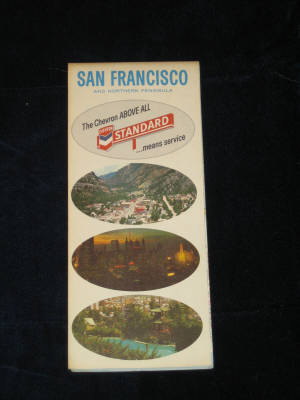 SAN FRANCISCO
AND NORTHERN PENINSULA
The Chevron ABOVE ALL
STANDARD
...means service